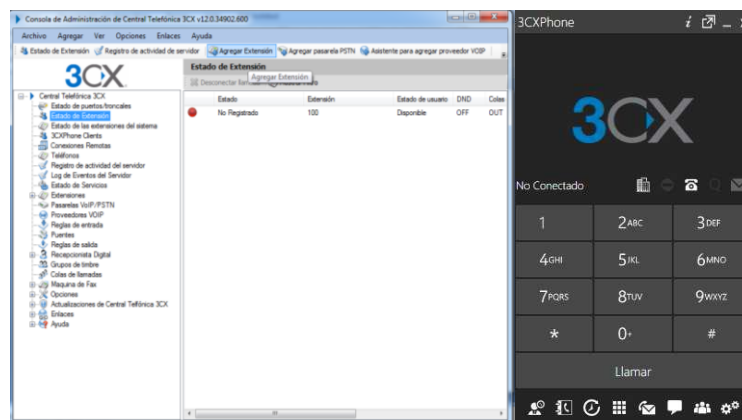 Consola de Administración de Central Telefónica 3CX v12.0.34902.600
Archivo Agregar Ver Opciones Enlaces Ayuda
Estado de Extensión Registro de actividad de servidor Agregar Extensión Agregar pasarela PSTN Asistente para agregar proveedor VOIP
3CX
Central Telefónica 3CX
Estado de puertos/troncales
Estado de Extensión
Estado de las extensiones del sistema
3CXPhone Clients
Conexiones Remotas
Teléfonos
Registro de actividad del servidor
Log de Eventos del Servidor
Estado de Servicios
Extensiones
Pasarelas VoIP/PSTN
Proveedores VOIP
Reglas de entrada
Puentes
Reglas de salida
Recepcionista Digital
Grupos de timbre
Colas de llamadas
Maquina de Fax
Opciones
Actualizaciones de Central Telefónica 3CX
Enlaces
Ayuda
Estado de Extensión
Desconectar
Agregar Extensión
Estado Extensión Estado de usuario DND Colas
No Registrado 100 Disponible OFF OUT
3CXPhone
3CX
No Conectado
1 2ABC 3DEF
4GHI 5JKL 6MNO
7PQRS 8TUV 9WXYZ
* 0+ #
Llamar